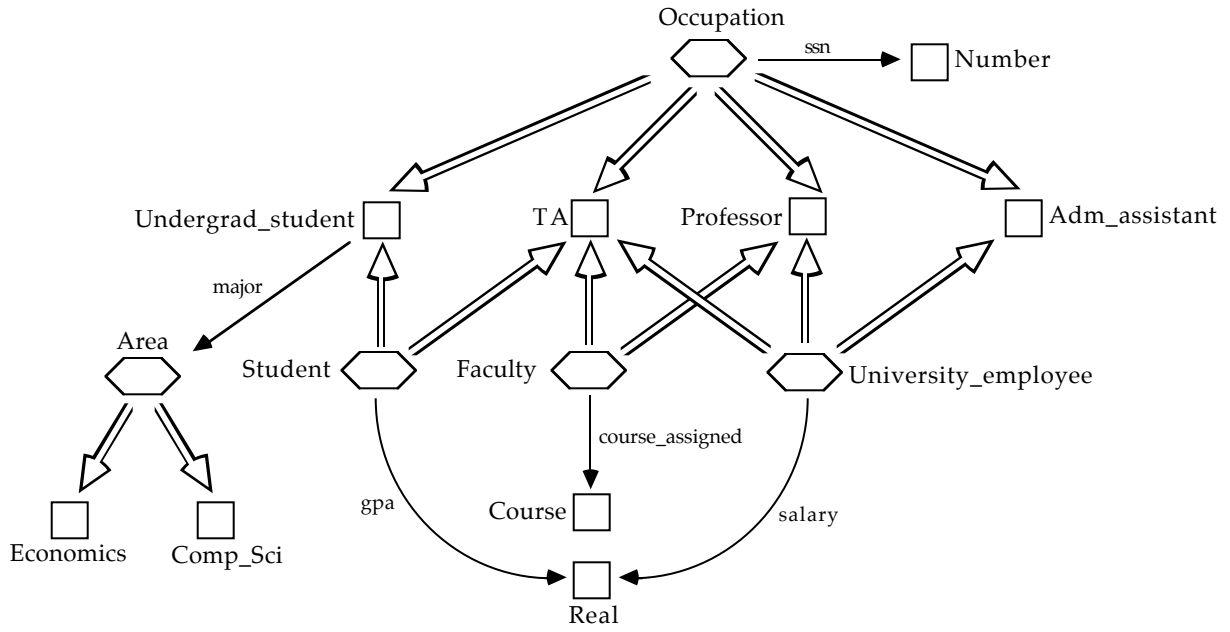 Occupation
ssn
Number
Undergrad_student
TA
Professor
Adm_assistant
major
Area
Student
Faculty
University_employee
course_assigned
gpa
Course
salary
Economics
Comp_Sci
Real